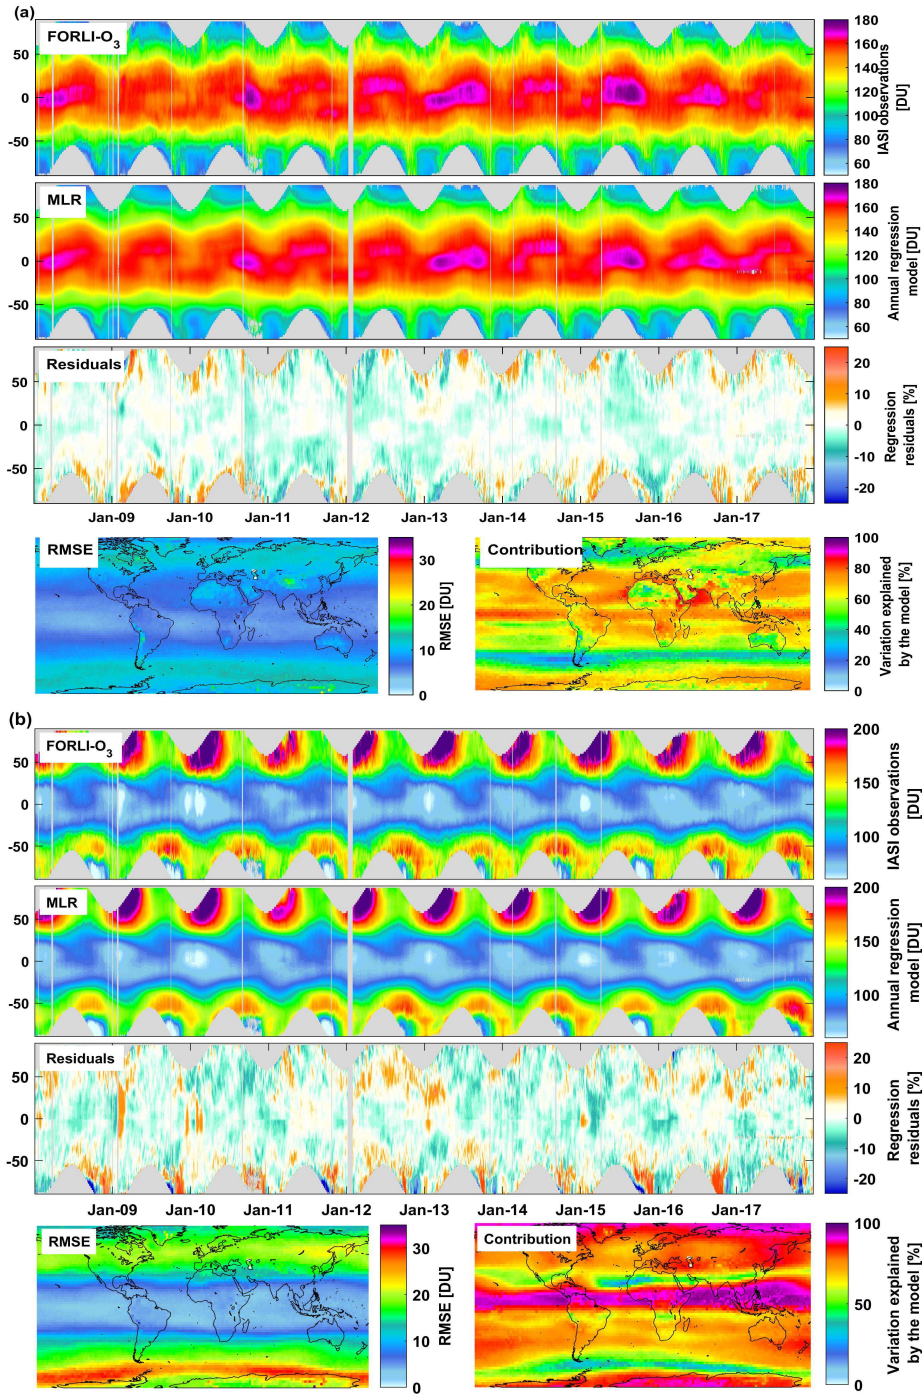 (a)
FORLI-O3
50
0
-50
180
160
140
120
100
80
60
IASI observations
[DU]
MLR
50
0
-50
180
160
140
120
100
80
60
Annual regression
model [DU]
Residuals
50
0
-50
20
10
0
-10
-20
Regression
residuals [%]
Jan-09 Jan-10 Jan-11 Jan-12 Jan-13 Jan-14 Jan-15 Jan-16 Jan-17
RMSE
30
20
10
0
RMSE [DU]
Contribution
100
80
60
40
20
0
Variation explained
by the model [%]
(b)
FORLI-O3
50
0
-50
200
150
100
IASI observations
[DU]
MLR
50
0
-50
200
150
100
Annual regression
model [DU]
Residuals
50
0
-50
20
10
0
-10
-20
Regression
residuals [%]
Jan-09 Jan-10 Jan-11 Jan-12 Jan-13 Jan-14 Jan-15 Jan-16 Jan-17
RMSE
30
20
10
0
RMSE [DU]
Contribution
100
50
0
Variation explained
by the model [%]